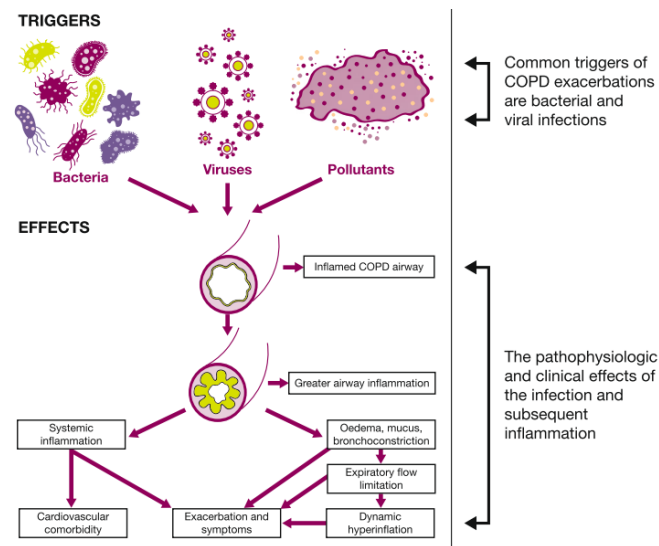 TRIGGERS
Bacteria
Viruses
Pollutants
Common triggers of
COPD exacerbations
are bacterial and
viral infections
EFFECTS
Inflamed COPD airway
Greater airway inflammation
Systemic
inflammation
Oedema, mucus,
bronchoconstriction
Expiratory flow
limitation
Cardiovascular
comorbidity
Exacerbation and
symptoms
Dynamic
hyperinflation
The pathophysiologic
and clinical effects of
the infection and
subsequent
inflammation